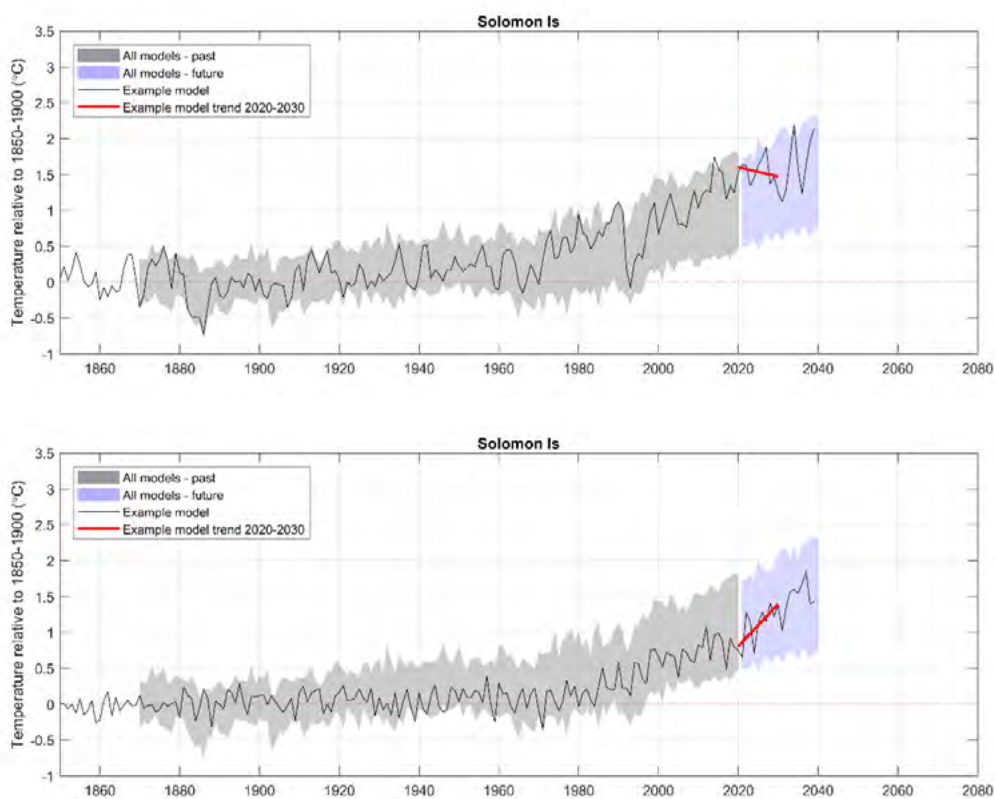 Solomon Is
3.5
3
2.5
2
1.5
1
0.5
0
-0.5
-1
Temperature relative to 1850-1900 (°C)
All models - past
All models - future
Example model
Example model trend 2020-2030
1860 1880 1900 1920 1940 1960 1980 2000 2020 2040 2060 2080
Solomon Is
3.5
3
2.5
2
1.5
1
0.5
0
-0.5
-1
Temperature relative to 1850-1900 (°C)
All models - past
All models - future
Example model
Example model trend 2020-2030
1860 1880 1900 1920 1940 1960 1980 2000 2020 2040 2060 2080